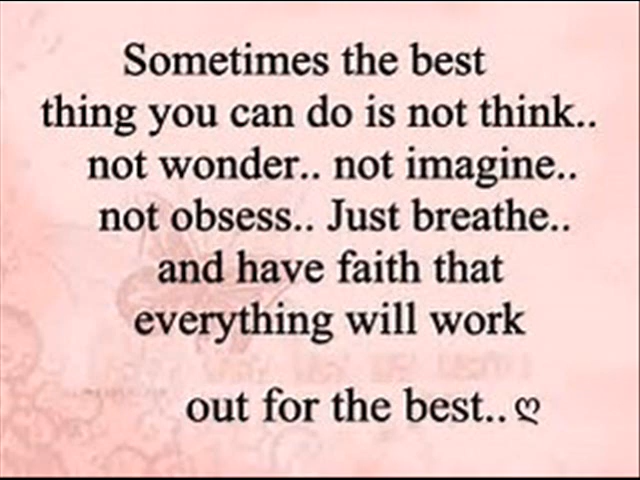 Sometimes the best
thing you can do is not think..
not wonder.. not imagine..
not obsess.. Just breathe..
and have faith that
everything will work
out for the best.. ღ